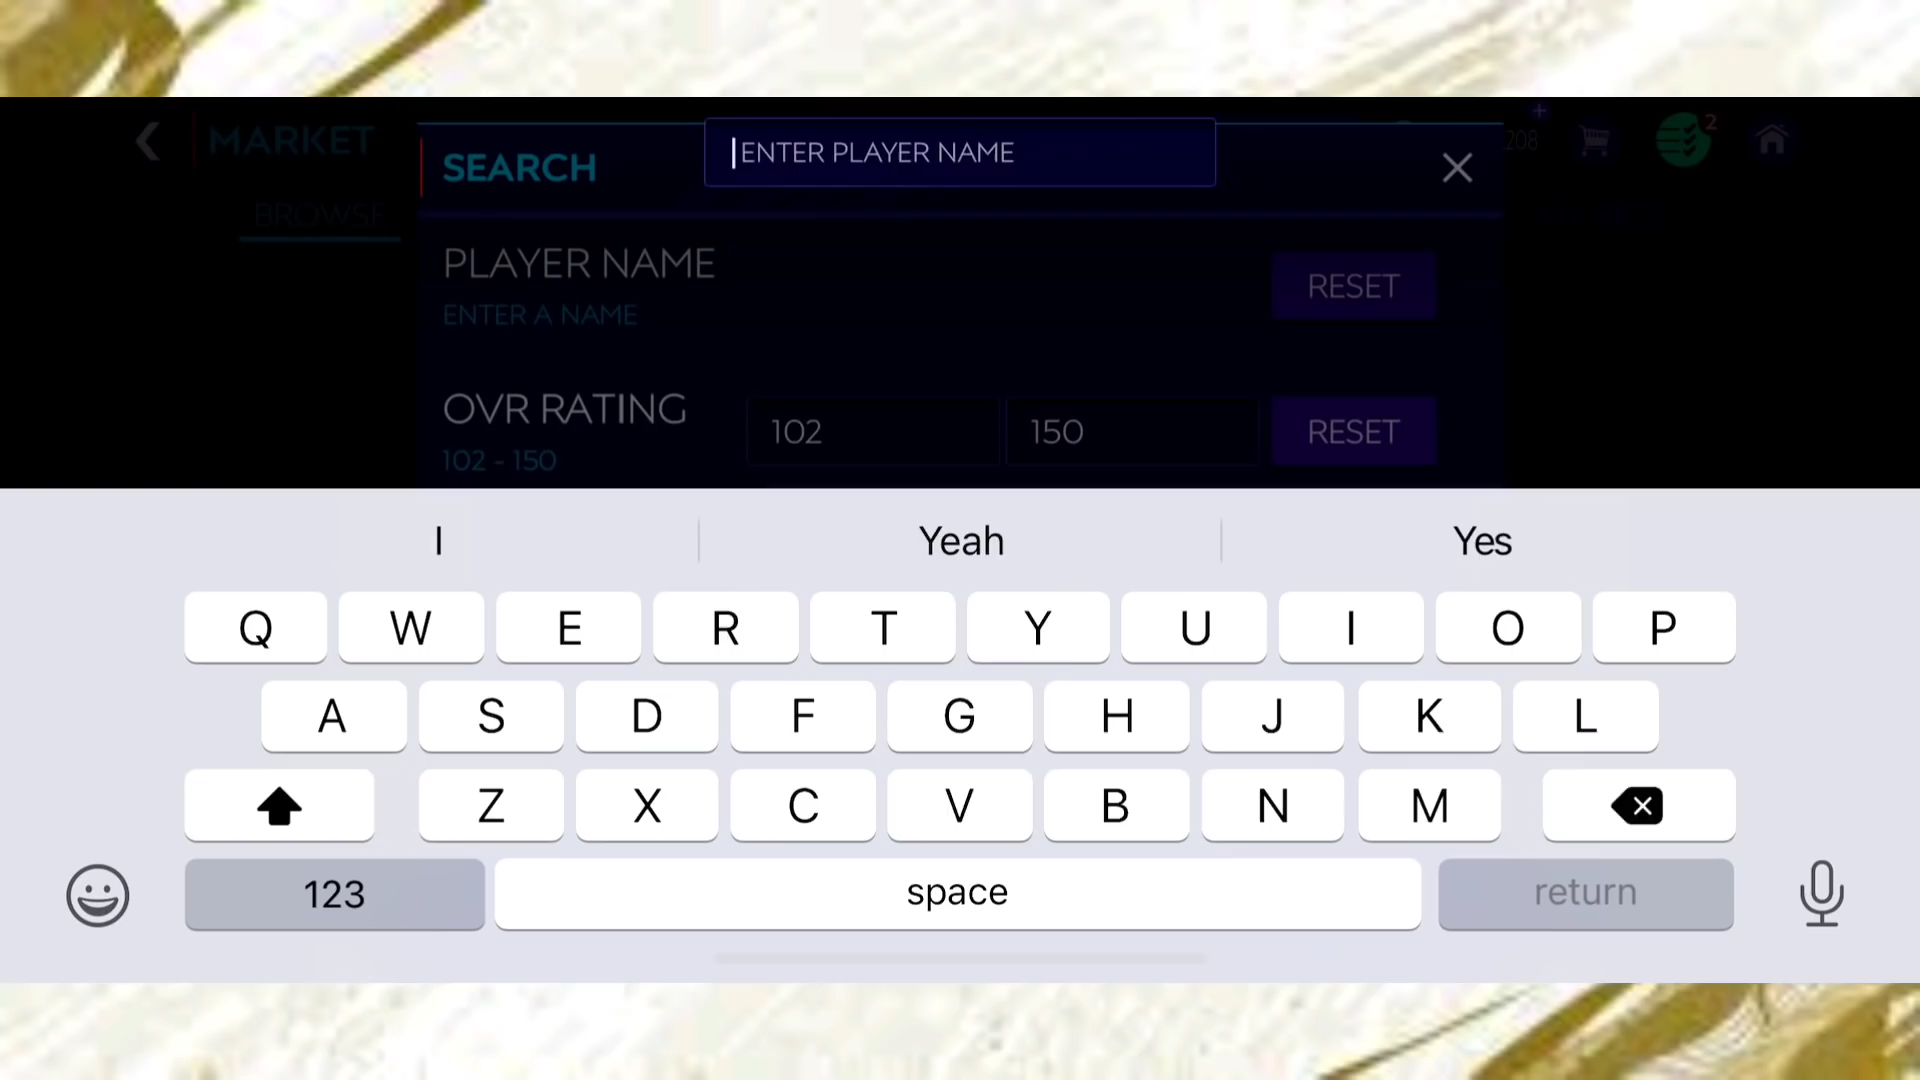 MARKET
SEARCH
ENTER PLAYER NAME
208
2
BROWSE
PLAYER NAME
ENTER A NAME
RESET
OVR RATING
102 - 150
102
150
RESET
I
Yeah
Yes
Q W E R T Y U I O P
A S D F G H J K L
Z X C V B N M
123
space
return